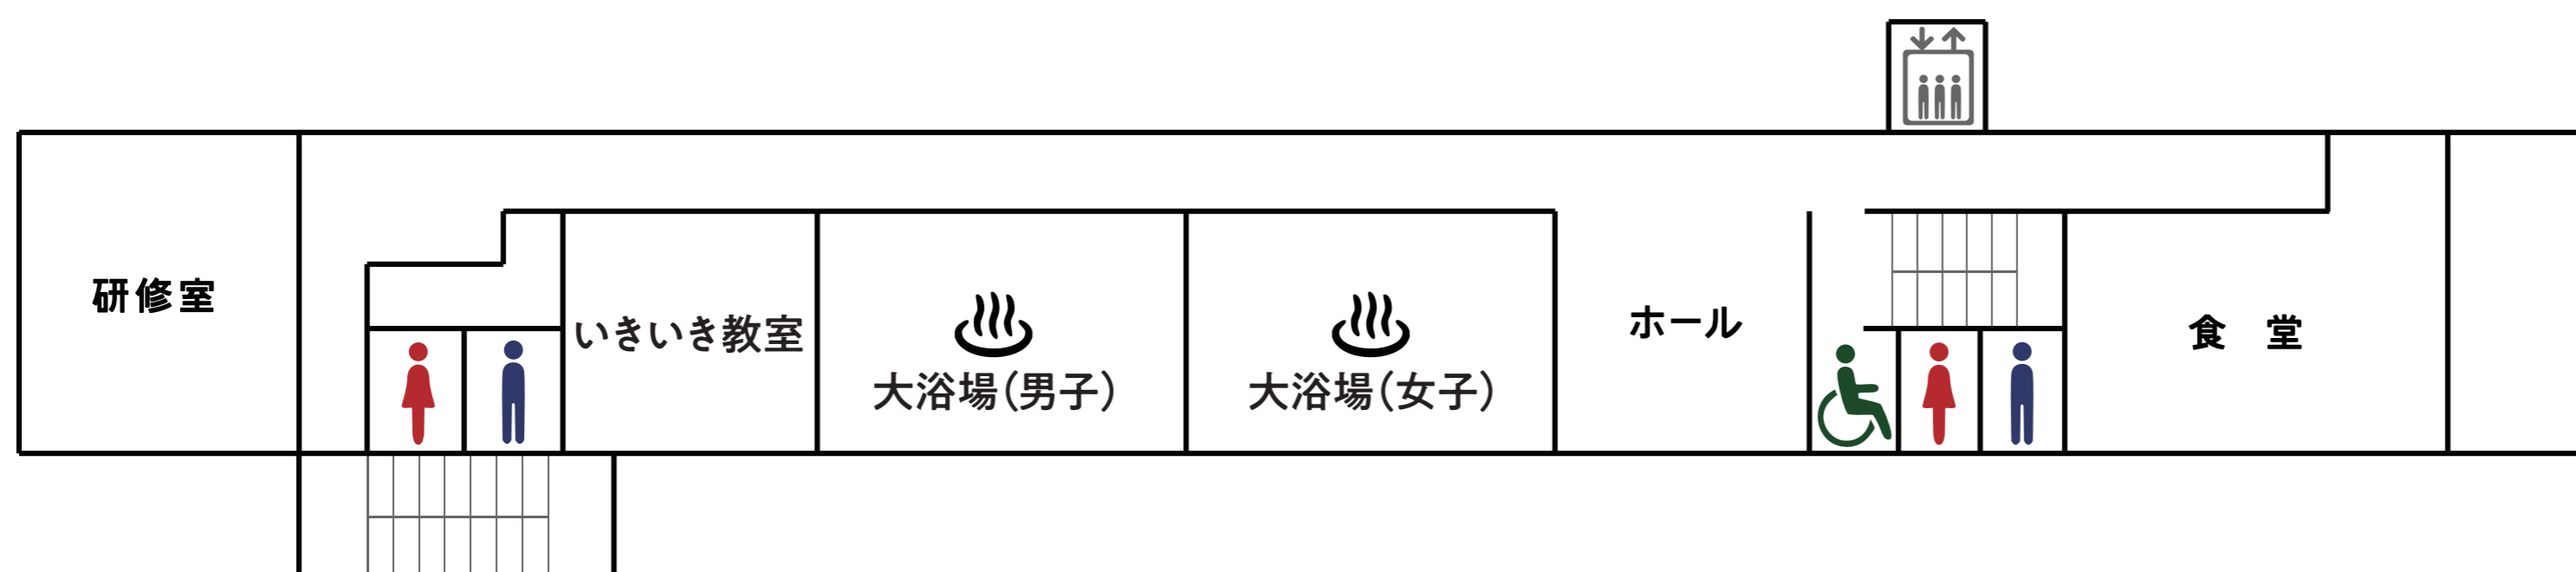 研修室
いきいき教室
大浴場（男子）
大浴場（女子）
ホール
食　堂